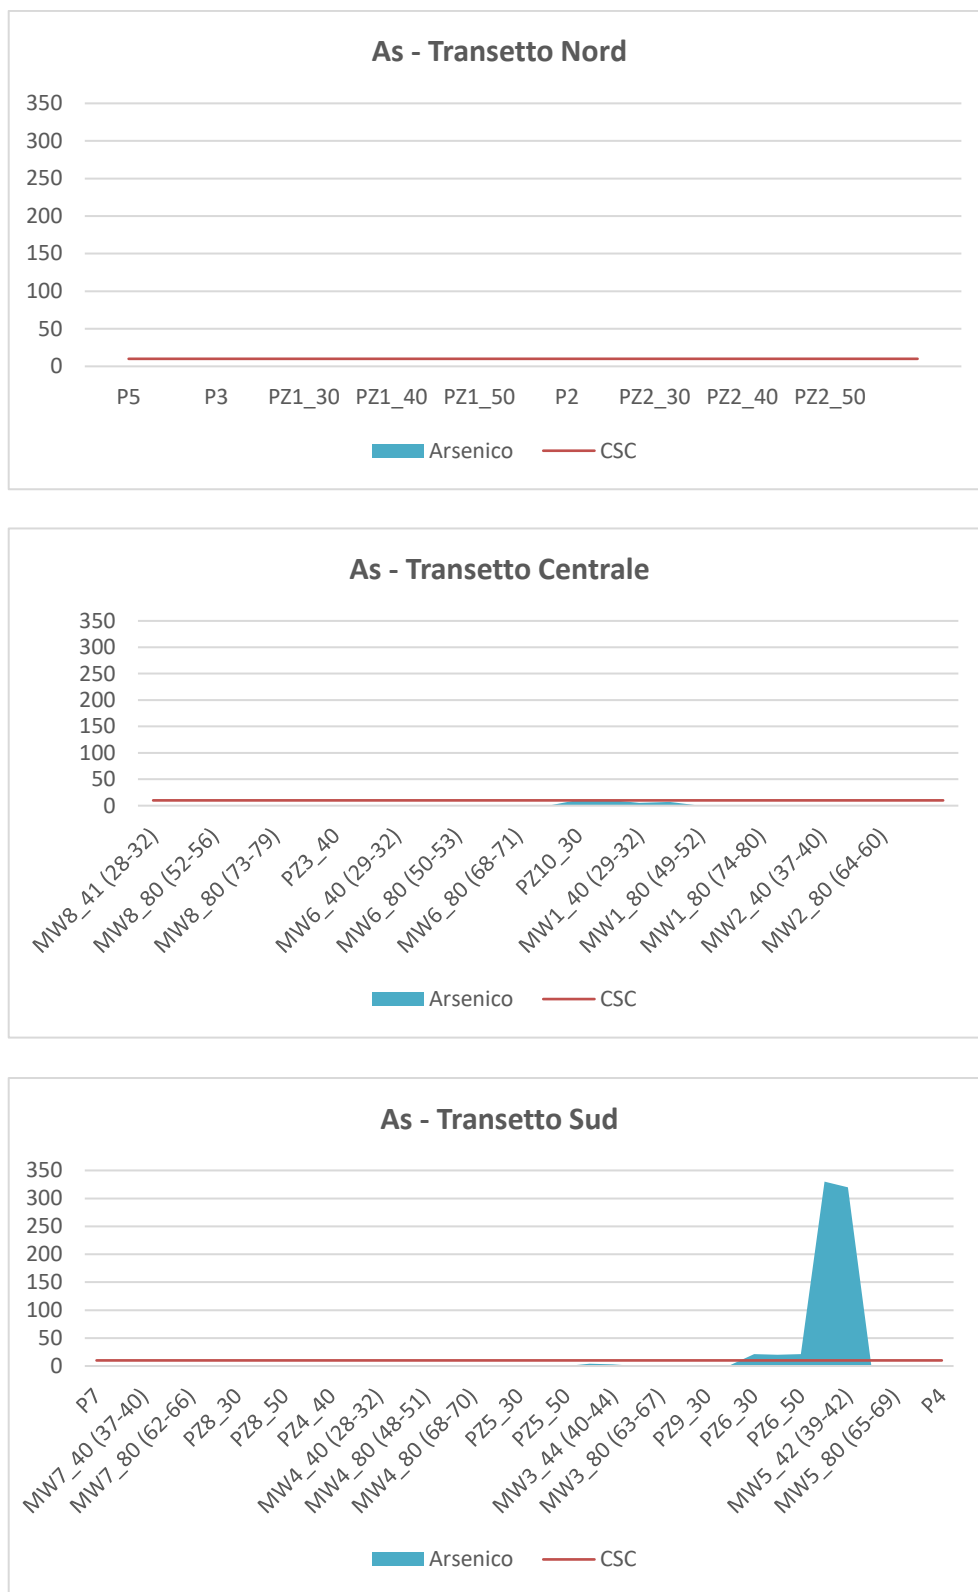 As - Transetto Nord
350
300
250
200
150
100
50
0
P5 P3 PZ1_30 PZ1_40 PZ1_50 P2 PZ2_30 PZ2_40 PZ2_50
Arsenico CSC
As - Transetto Centrale
350
300
250
200
150
100
50
0
MW8_41 (28-32)
MW8_80 (52-56)
MW8_80 (73-79)
PZ3_40
MW6_40 (29-32)
MW6_80 (50-53)
MW6_80 (68-71)
PZ10_30
MW1_40 (29-32)
MW1_80 (49-52)
MW1_80 (74-80)
MW2_40 (37-40)
MW2_80 (64-60)
Arsenico CSC
As - Transetto Sud
350
300
250
200
150
100
50
0
P7
MW7_40 (37-40)
MW7_80 (62-66)
PZ8_30
PZ8_50
PZ4_40
MW4_40 (28-32)
MW4_80 (48-51)
MW4_80 (68-70)
PZ5_30
PZ5_50
MW3_44 (40-44)
MW3_80 (63-67)
PZ9_30
PZ6_30
PZ6_50
MW5_42 (39-42)
MW5_80 (65-69)
P4
Arsenico CSC